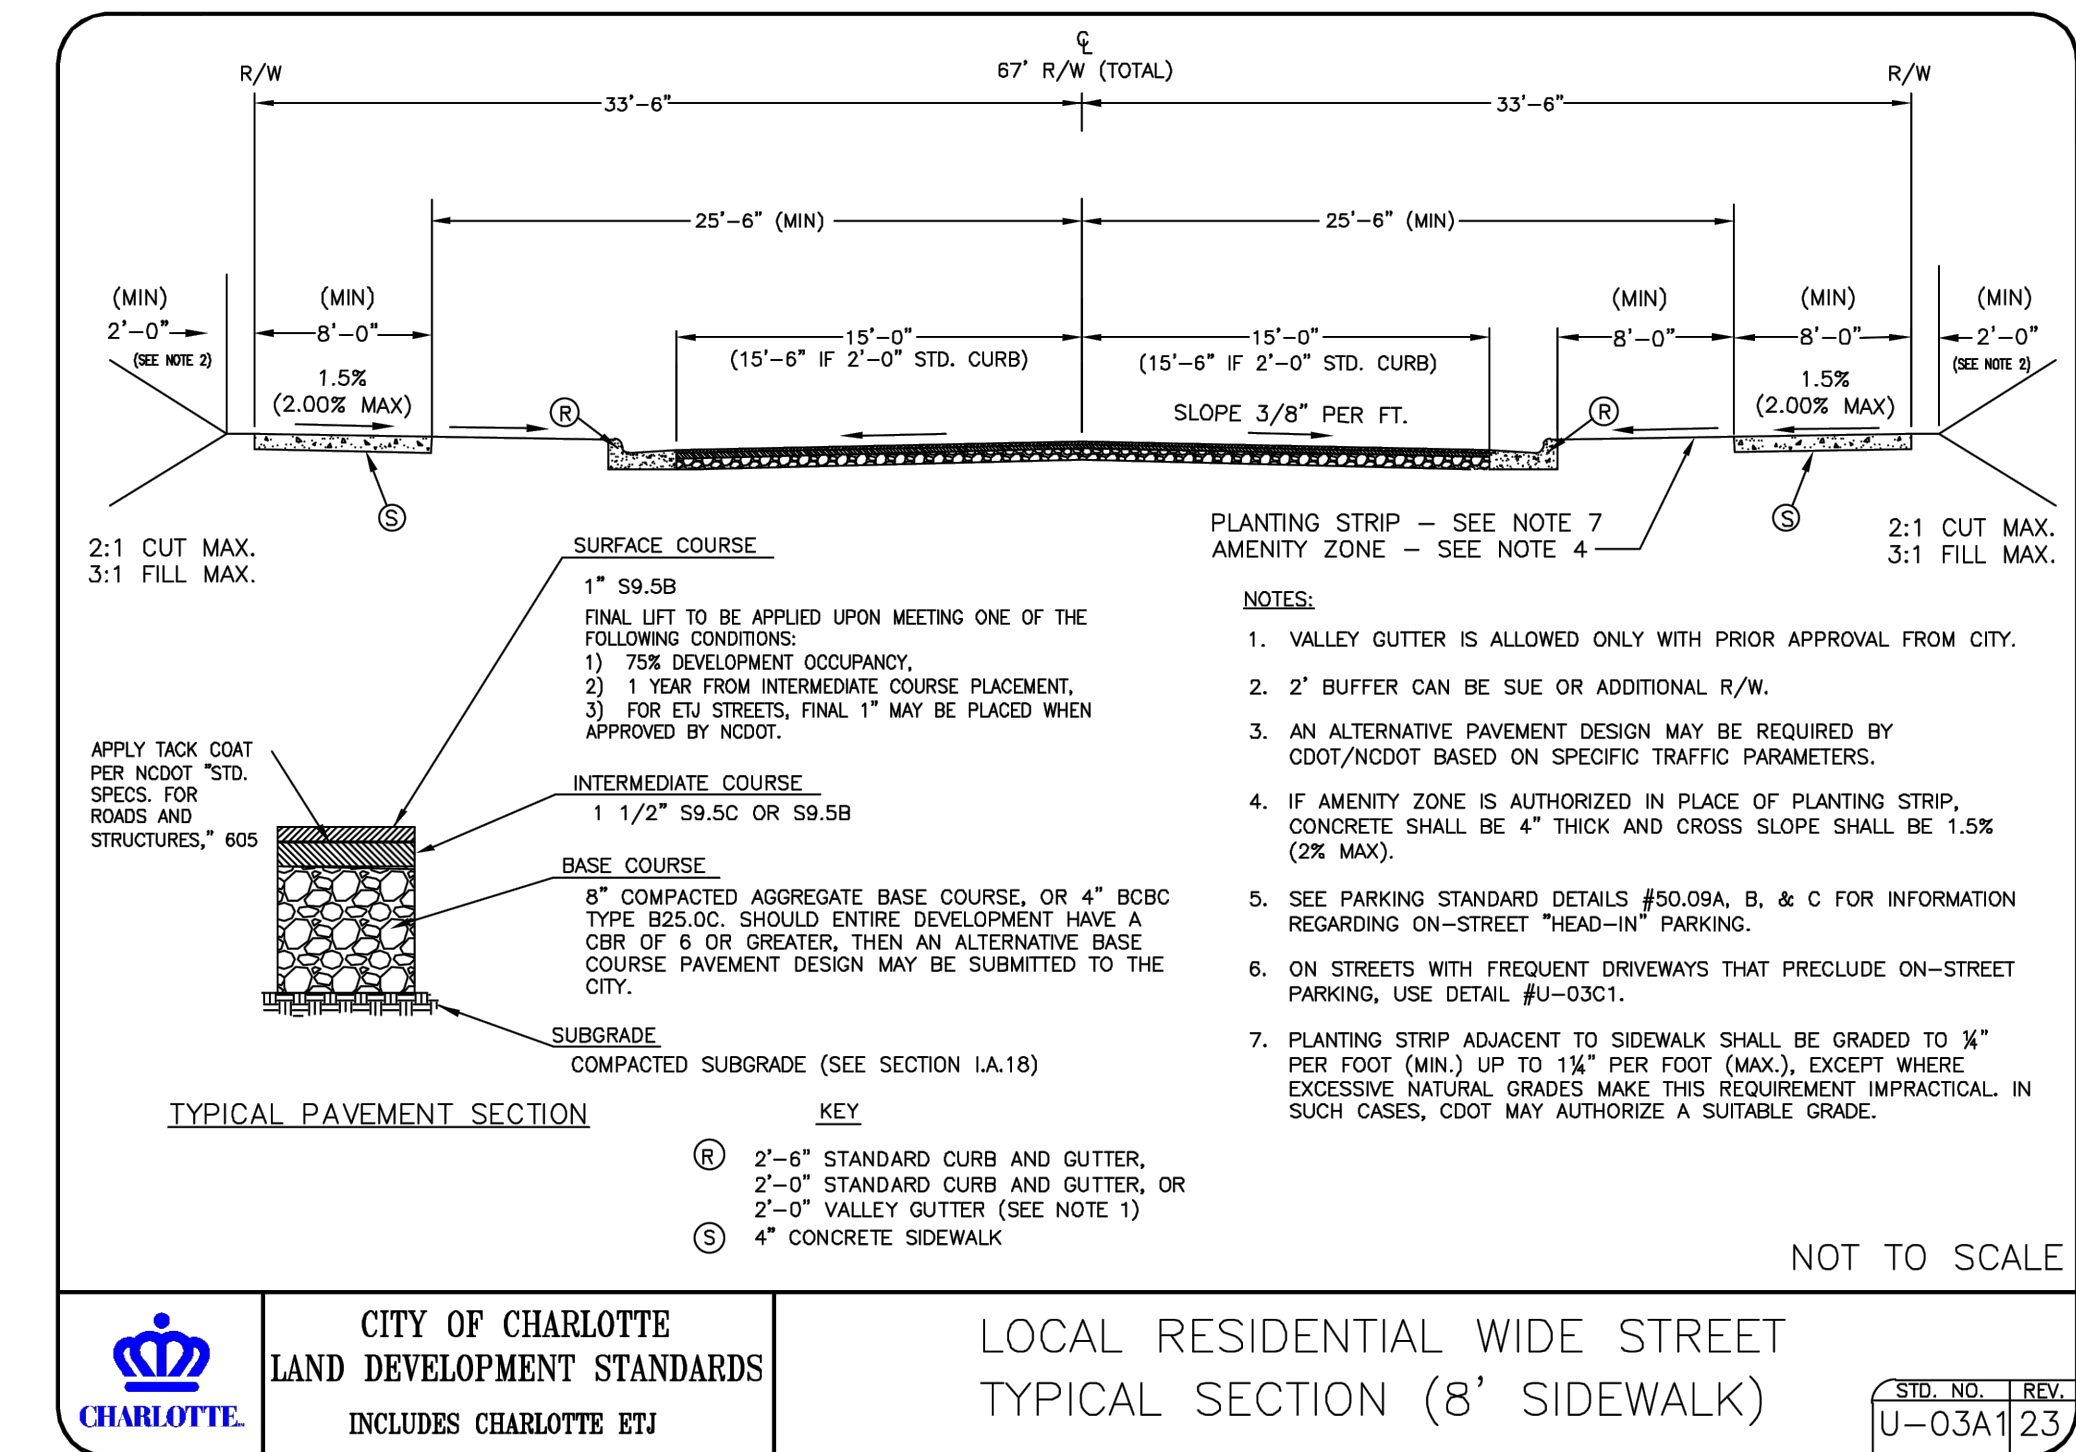 ℄
67' R/W (TOTAL)
R/W
R/W
33'-6"
33'-6"
25'-6" (MIN)
25'-6" (MIN)
(MIN)
2'-0"
(SEE NOTE 2)
(MIN)
8'-0"
1.5%
(2.00% MAX)
R
15'-0"
(15'-6" IF 2'-0" STD. CURB)
15'-0"
(15'-6" IF 2'-0" STD. CURB)
SLOPE 3/8" PER FT.
(MIN)
8'-0"
R
(MIN)
8'-0"
1.5%
(2.00% MAX)
(MIN)
2'-0"
(SEE NOTE 2)
S
S
2:1 CUT MAX.
3:1 FILL MAX.
PLANTING STRIP – SEE NOTE 7
AMENITY ZONE – SEE NOTE 4
2:1 CUT MAX.
3:1 FILL MAX.
SURFACE COURSE
1" S9.5B
FINAL LIFT TO BE APPLIED UPON MEETING ONE OF THE
FOLLOWING CONDITIONS:
1) 75% DEVELOPMENT OCCUPANCY,
2) 1 YEAR FROM INTERMEDIATE COURSE PLACEMENT,
3) FOR ETJ STREETS, FINAL 1" MAY BE PLACED WHEN
APPROVED BY NCDOT.
APPLY TACK COAT
PER NCDOT "STD.
SPECS. FOR
ROADS AND
STRUCTURES," 605
INTERMEDIATE COURSE
1 1/2" S9.5C OR S9.5B
BASE COURSE
8" COMPACTED AGGREGATE BASE COURSE, OR 4" BCBC
TYPE B25.0C. SHOULD ENTIRE DEVELOPMENT HAVE A
CBR OF 6 OR GREATER, THEN AN ALTERNATIVE BASE
COURSE PAVEMENT DESIGN MAY BE SUBMITTED TO THE
CITY.
SUBGRADE
COMPACTED SUBGRADE (SEE SECTION I.A.18)
TYPICAL PAVEMENT SECTION
KEY
R 2'-6" STANDARD CURB AND GUTTER,
2'-0" STANDARD CURB AND GUTTER, OR
2'-0" VALLEY GUTTER (SEE NOTE 1)
S 4" CONCRETE SIDEWALK
NOTES:
1. VALLEY GUTTER IS ALLOWED ONLY WITH PRIOR APPROVAL FROM CITY.
2. 2' BUFFER CAN BE SUE OR ADDITIONAL R/W.
3. AN ALTERNATIVE PAVEMENT DESIGN MAY BE REQUIRED BY
CDOT/NCDOT BASED ON SPECIFIC TRAFFIC PARAMETERS.
4. IF AMENITY ZONE IS AUTHORIZED IN PLACE OF PLANTING STRIP,
CONCRETE SHALL BE 4" THICK AND CROSS SLOPE SHALL BE 1.5%
(2% MAX).
5. SEE PARKING STANDARD DETAILS #50.09A, B, & C FOR INFORMATION
REGARDING ON-STREET "HEAD-IN" PARKING.
6. ON STREETS WITH FREQUENT DRIVEWAYS THAT PRECLUDE ON-STREET
PARKING, USE DETAIL #U-03C1.
7. PLANTING STRIP ADJACENT TO SIDEWALK SHALL BE GRADED TO ¼"
PER FOOT (MIN.) UP TO 1¼" PER FOOT (MAX.), EXCEPT WHERE
EXCESSIVE NATURAL GRADES MAKE THIS REQUIREMENT IMPRACTICAL. IN
SUCH CASES, CDOT MAY AUTHORIZE A SUITABLE GRADE.
NOT TO SCALE
CHARLOTTE
CITY OF CHARLOTTE
LAND DEVELOPMENT STANDARDS
INCLUDES CHARLOTTE ETJ
LOCAL RESIDENTIAL WIDE STREET
TYPICAL SECTION (8' SIDEWALK)
STD. NO. REV.
U-03A1 23